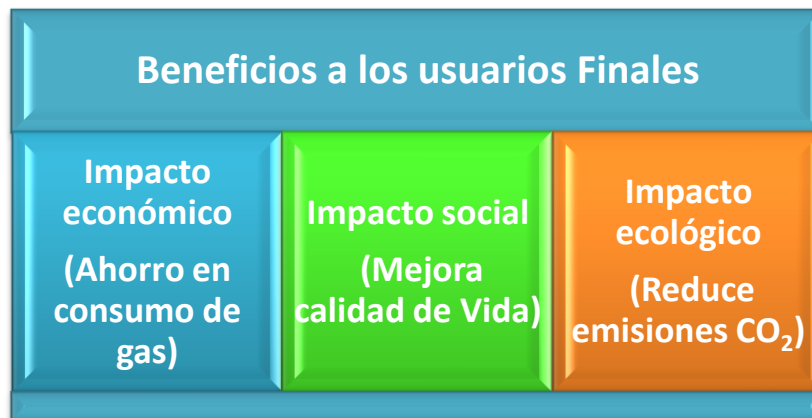 Beneficios a los usuarios Finales
Impacto
económico
(Ahorro en
consumo de
gas)
Impacto social
(Mejora
calidad de Vida)
Impacto
ecológico
(Reduce
emisiones CO₂)